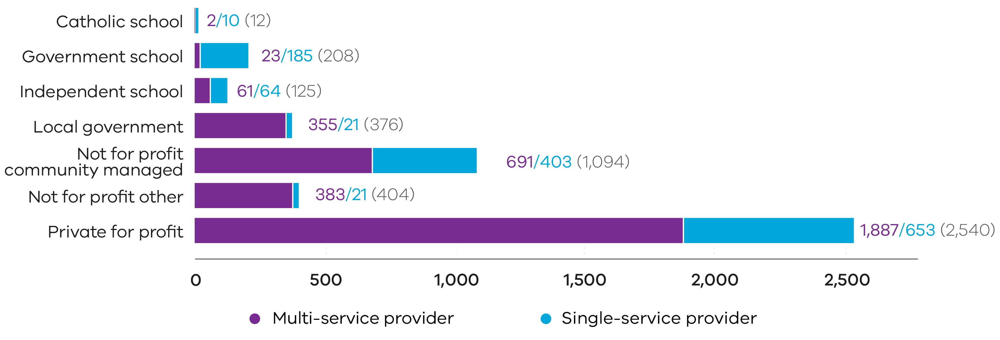 Catholic school 2/10 (12)
Government school 23/185 (208)
Independent school 61/64 (125)
Local government 355/21 (376)
Not for profit
community managed 691/403 (1,094)
Not for profit other 383/21 (404)
Private for profit 1,887/653 (2,540)
0 500 1,000 1,500 2,000 2,500
Multi-service provider Single-service provider